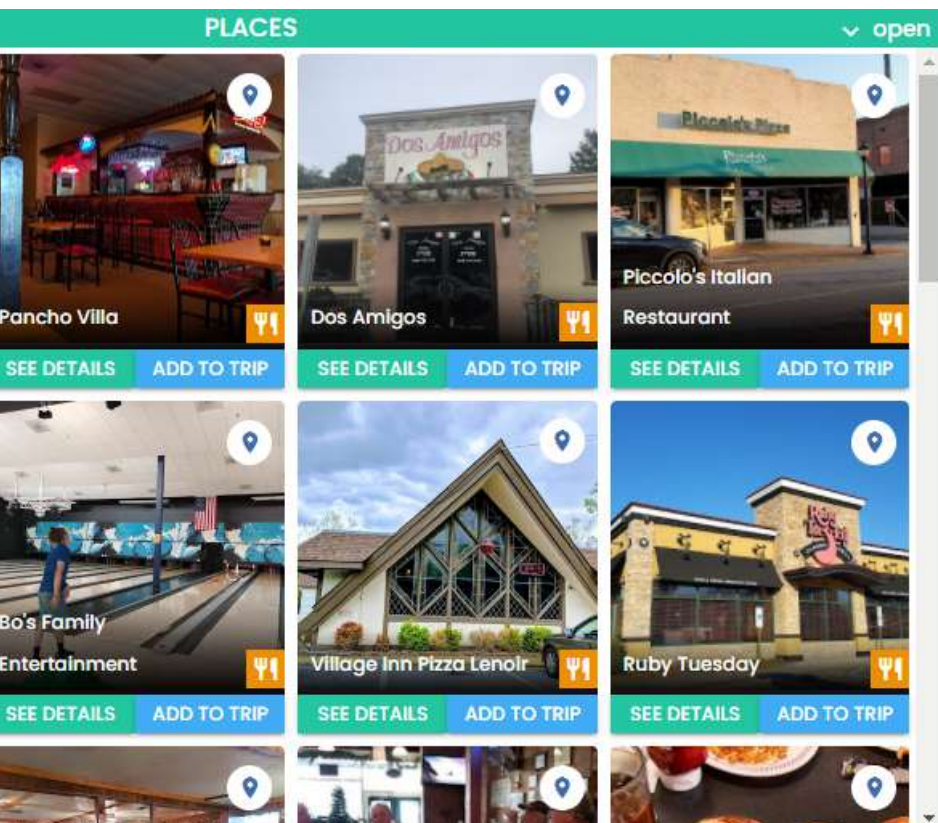 PLACES
open
Pancho Villa
SEE DETAILS
ADD TO TRIP
Dos Amigos
Dos Amigos
SEE DETAILS
ADD TO TRIP
Piccolo's Pizza
Piccolo's Italian
Restaurant
SEE DETAILS
ADD TO TRIP
Bo's Family
Entertainment
SEE DETAILS
ADD TO TRIP
Village Inn Pizza Lenoir
SEE DETAILS
ADD TO TRIP
Ruby Tuesday
SEE DETAILS
ADD TO TRIP